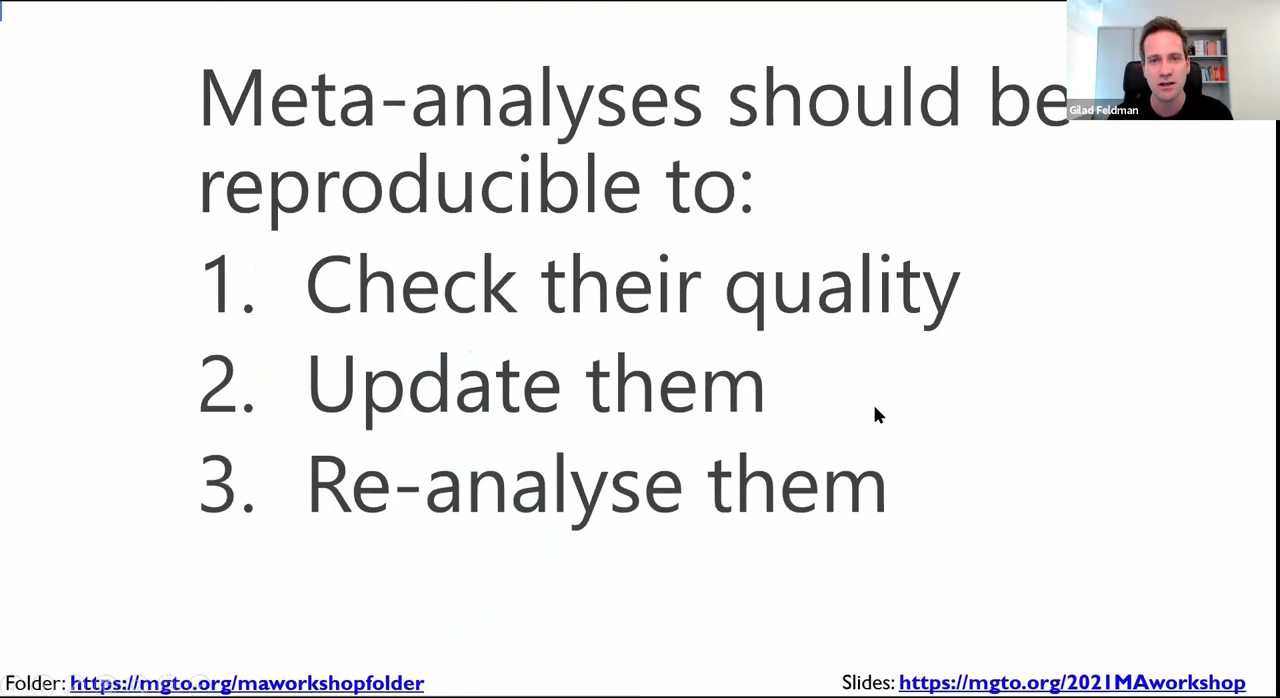 Meta-analyses should be
reproducible to:
1. Check their quality
2. Update them
3. Re-analyse them
Gilad Feldman
Folder: https://mgto.org/maworkshopfolder
Slides: https://mgto.org/2021MAworkshop